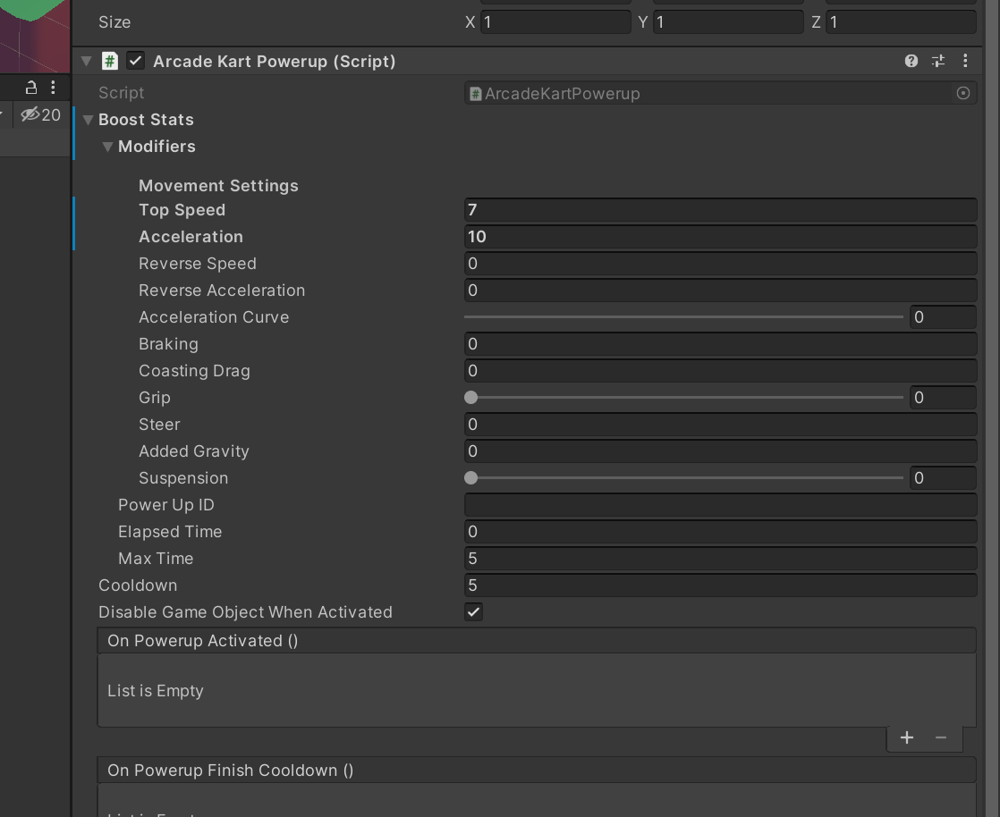 Size X 1 Y 1 Z 1
# Arcade Kart Powerup (Script)
Script # ArcadeKartPowerup
20
Boost Stats
Modifiers
Movement Settings
Top Speed 7
Acceleration 10
Reverse Speed 0
Reverse Acceleration 0
Acceleration Curve 0
Braking 0
Coasting Drag 0
Grip 0
Steer 0
Added Gravity 0
Suspension 0
Power Up ID
Elapsed Time 0
Max Time 5
Cooldown 5
Disable Game Object When Activated
On Powerup Activated ()
List is Empty
On Powerup Finish Cooldown ()